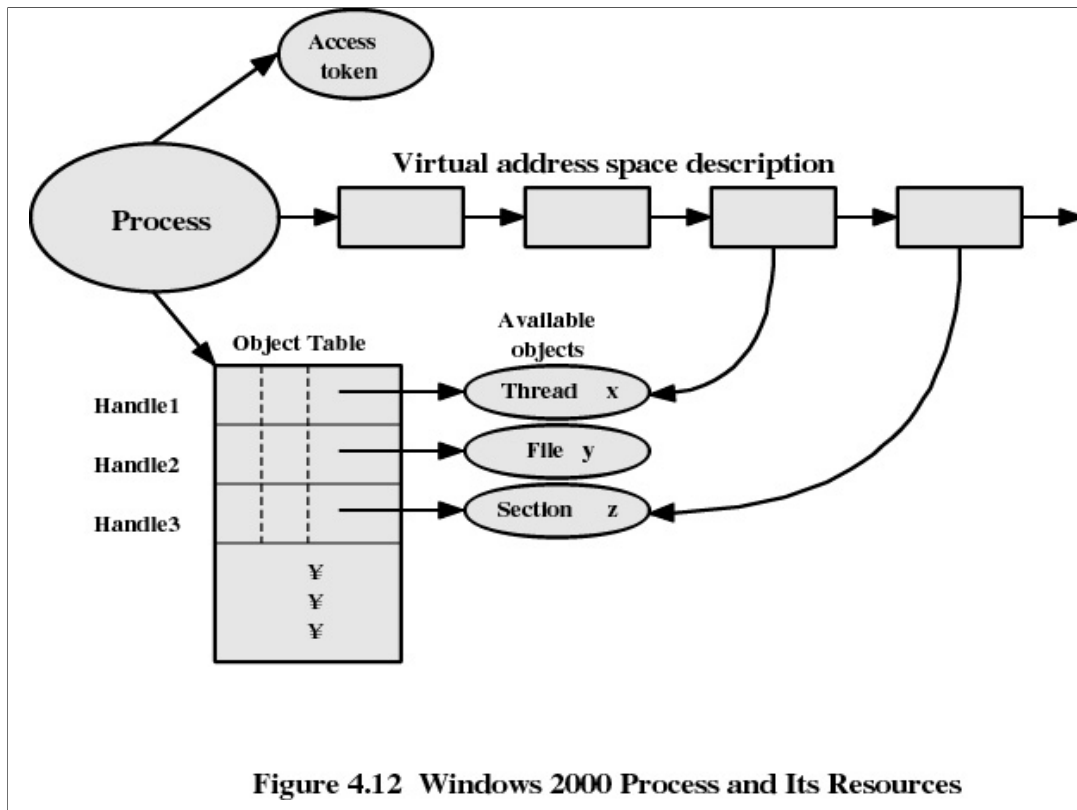 Access
token
Virtual address space description
Process
Object Table
Available
objects
Handle1
Thread x
Handle2
File y
Handle3
Section z
¥
¥
¥
Figure 4.12 Windows 2000 Process and Its Resources